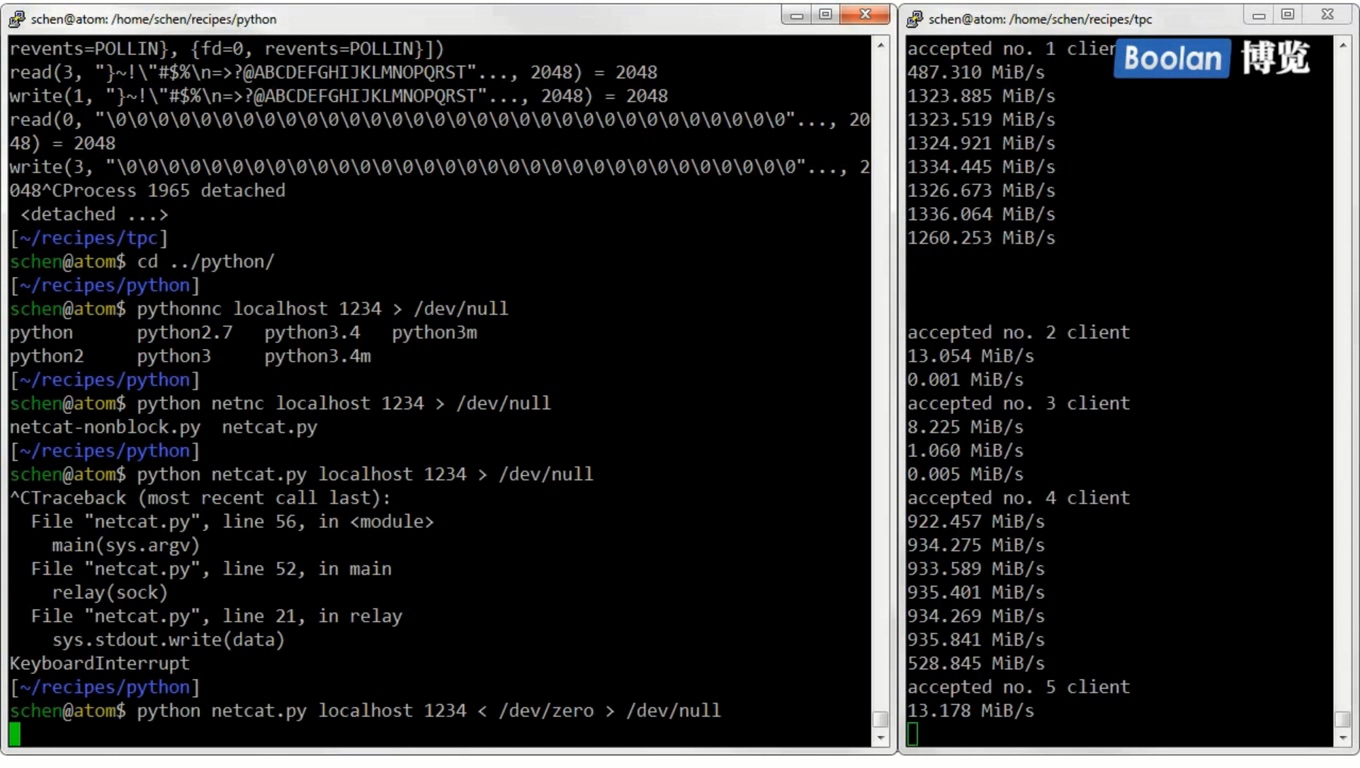 schen@atom: /home/schen/recipes/python
revents=POLLIN}, {fd=0, revents=POLLIN}])
read(3, "}~!\"#$%\n=>?@ABCDEFGHIJKLMNOPQRST"..., 2048) = 2048
write(1, "}~!\"#$%\n=>?@ABCDEFGHIJKLMNOPQRST"..., 2048) = 2048
read(0, "\0\0\0\0\0\0\0\0\0\0\0\0\0\0\0\0\0\0\0\0\0\0\0\0\0\0\0\0\0\0\0\0"..., 20
48) = 2048
write(3, "\0\0\0\0\0\0\0\0\0\0\0\0\0\0\0\0\0\0\0\0\0\0\0\0\0\0\0\0\0\0\0\0"..., 2
048^CProcess 1965 detached
 <detached ...>
[~/recipes/tpc]
schen@atom$ cd ../python/
[~/recipes/python]
schen@atom$ pythonnc localhost 1234 > /dev/null
python      python2.7   python3.4   python3m
python2     python3     python3.4m
[~/recipes/python]
schen@atom$ python netnc localhost 1234 > /dev/null
netcat-nonblock.py  netcat.py
[~/recipes/python]
schen@atom$ python netcat.py localhost 1234 > /dev/null
^CTraceback (most recent call last):
  File "netcat.py", line 56, in <module>
    main(sys.argv)
  File "netcat.py", line 52, in main
    relay(sock)
  File "netcat.py", line 21, in relay
    sys.stdout.write(data)
KeyboardInterrupt
[~/recipes/python]
schen@atom$ python netcat.py localhost 1234 < /dev/zero > /dev/null
schen@atom: /home/schen/recipes/tpc
Boolan 博览
accepted no. 1 client
487.310 MiB/s
1323.885 MiB/s
1323.519 MiB/s
1324.921 MiB/s
1334.445 MiB/s
1326.673 MiB/s
1336.064 MiB/s
1260.253 MiB/s
accepted no. 2 client
13.054 MiB/s
0.001 MiB/s
accepted no. 3 client
8.225 MiB/s
1.060 MiB/s
0.005 MiB/s
accepted no. 4 client
922.457 MiB/s
934.275 MiB/s
933.589 MiB/s
935.401 MiB/s
934.269 MiB/s
935.841 MiB/s
528.845 MiB/s
accepted no. 5 client
13.178 MiB/s